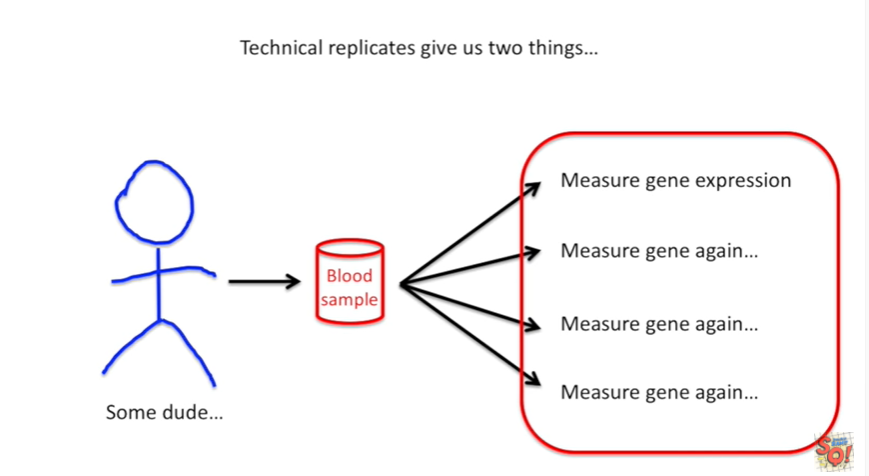 Technical replicates give us two things...
Measure gene expression
Measure gene again...
Blood
sample
Measure gene again...
Measure gene again...
Some dude...
SO!